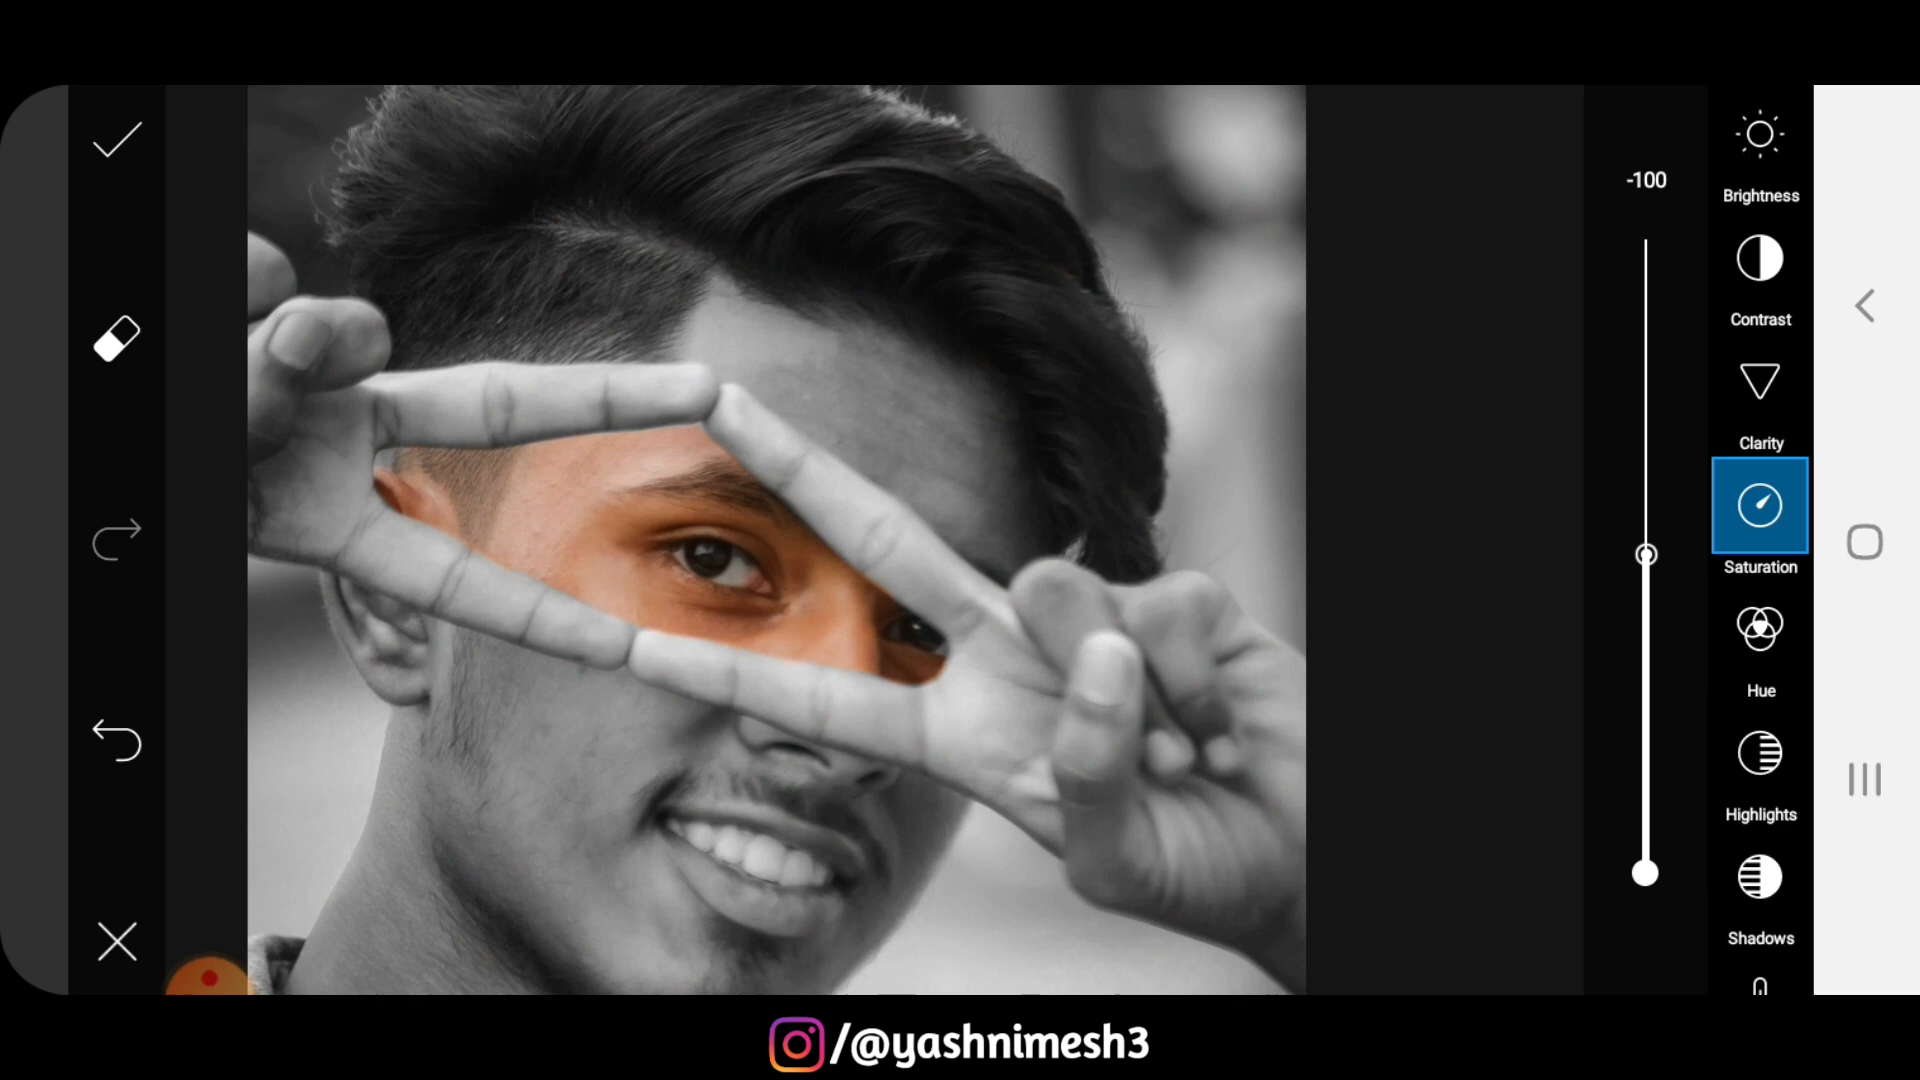 -100
Brightness
Contrast
Clarity
Saturation
Hue
Highlights
Shadows
/@yashnimesh3